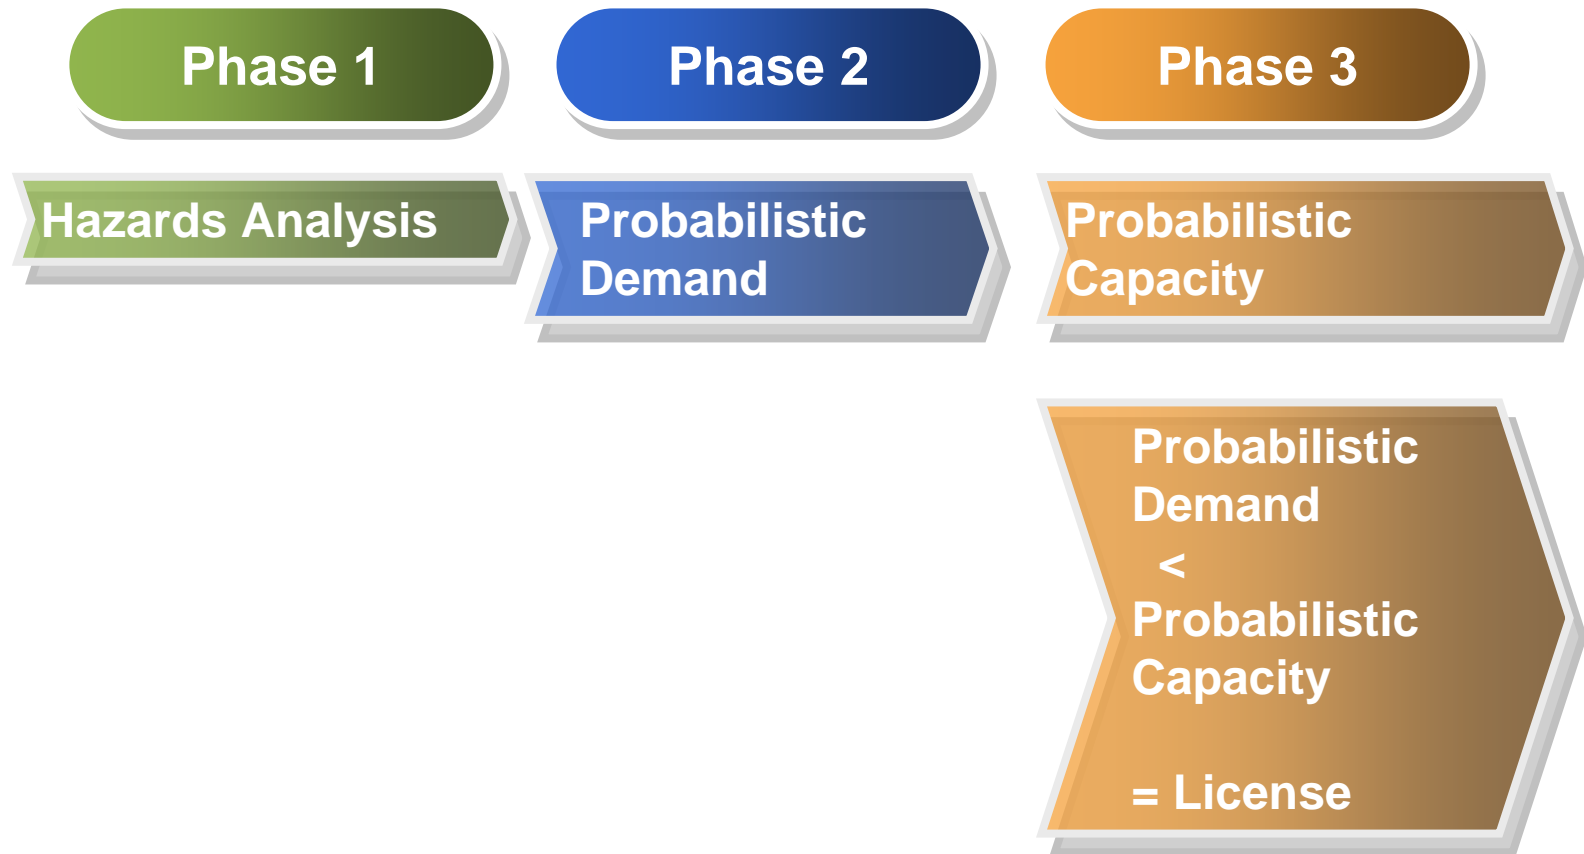 Phase 1
Phase 2
Phase 3
Hazards Analysis
Probabilistic
Demand
Probabilistic
Capacity
Probabilistic
Demand
<
Probabilistic
Capacity
= License